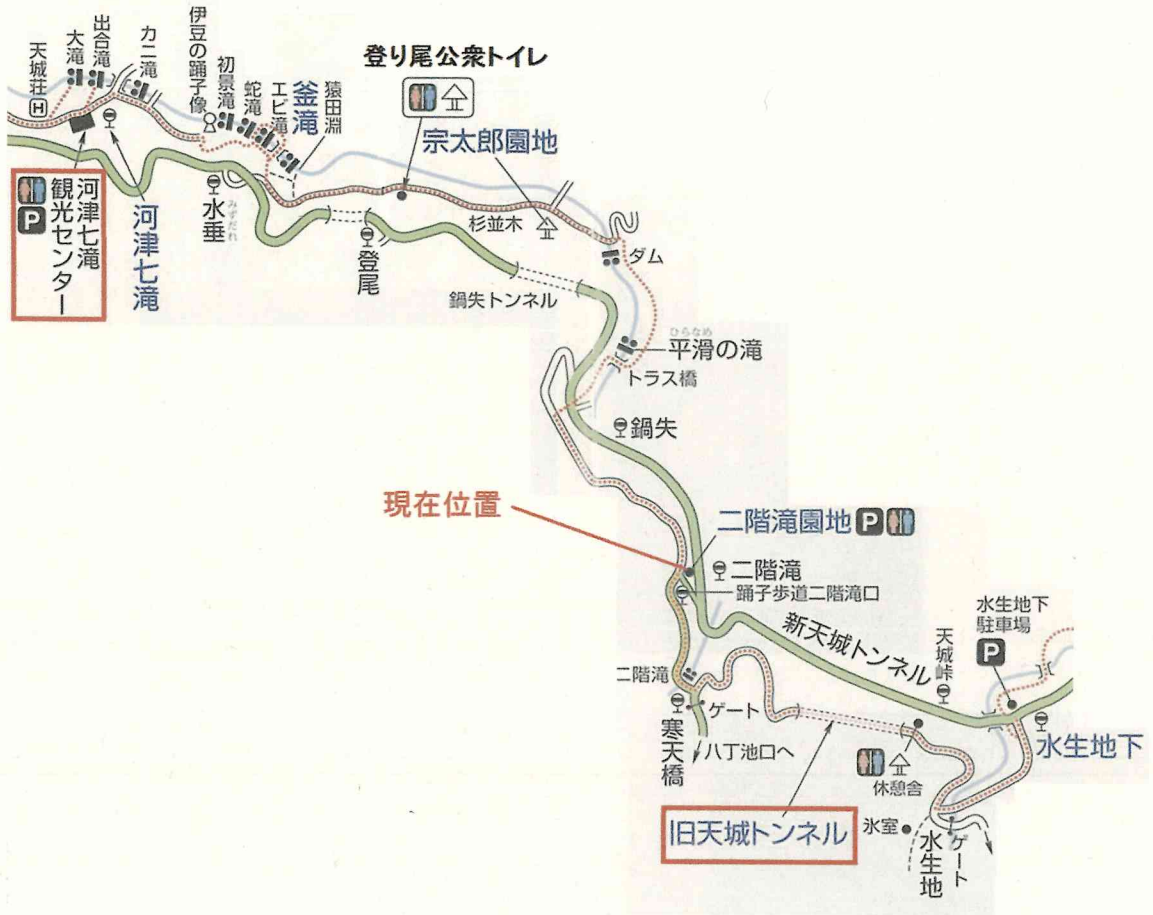 天城荘
H
大滝
出合滝
カニ滝
伊豆の踊子像
初景滝
蛇滝
エビ滝
釜滝
猿田淵
登り尾公衆トイレ
宗太郎園地
P
河津七滝
観光センター
河津七滝
水垂
みずだれ
登尾
杉並木
ダム
鍋失トンネル
ひらなめ
平滑の滝
トラス橋
鍋失
現在位置
二階滝園地 P
二階滝
踊子歩道二階滝口
新天城トンネル
天城峠
水生地下
駐車場
P
二階滝
ゲート
寒天橋
八丁池口へ
休憩舎
水生地下
旧天城トンネル
氷室
水生地
ゲート